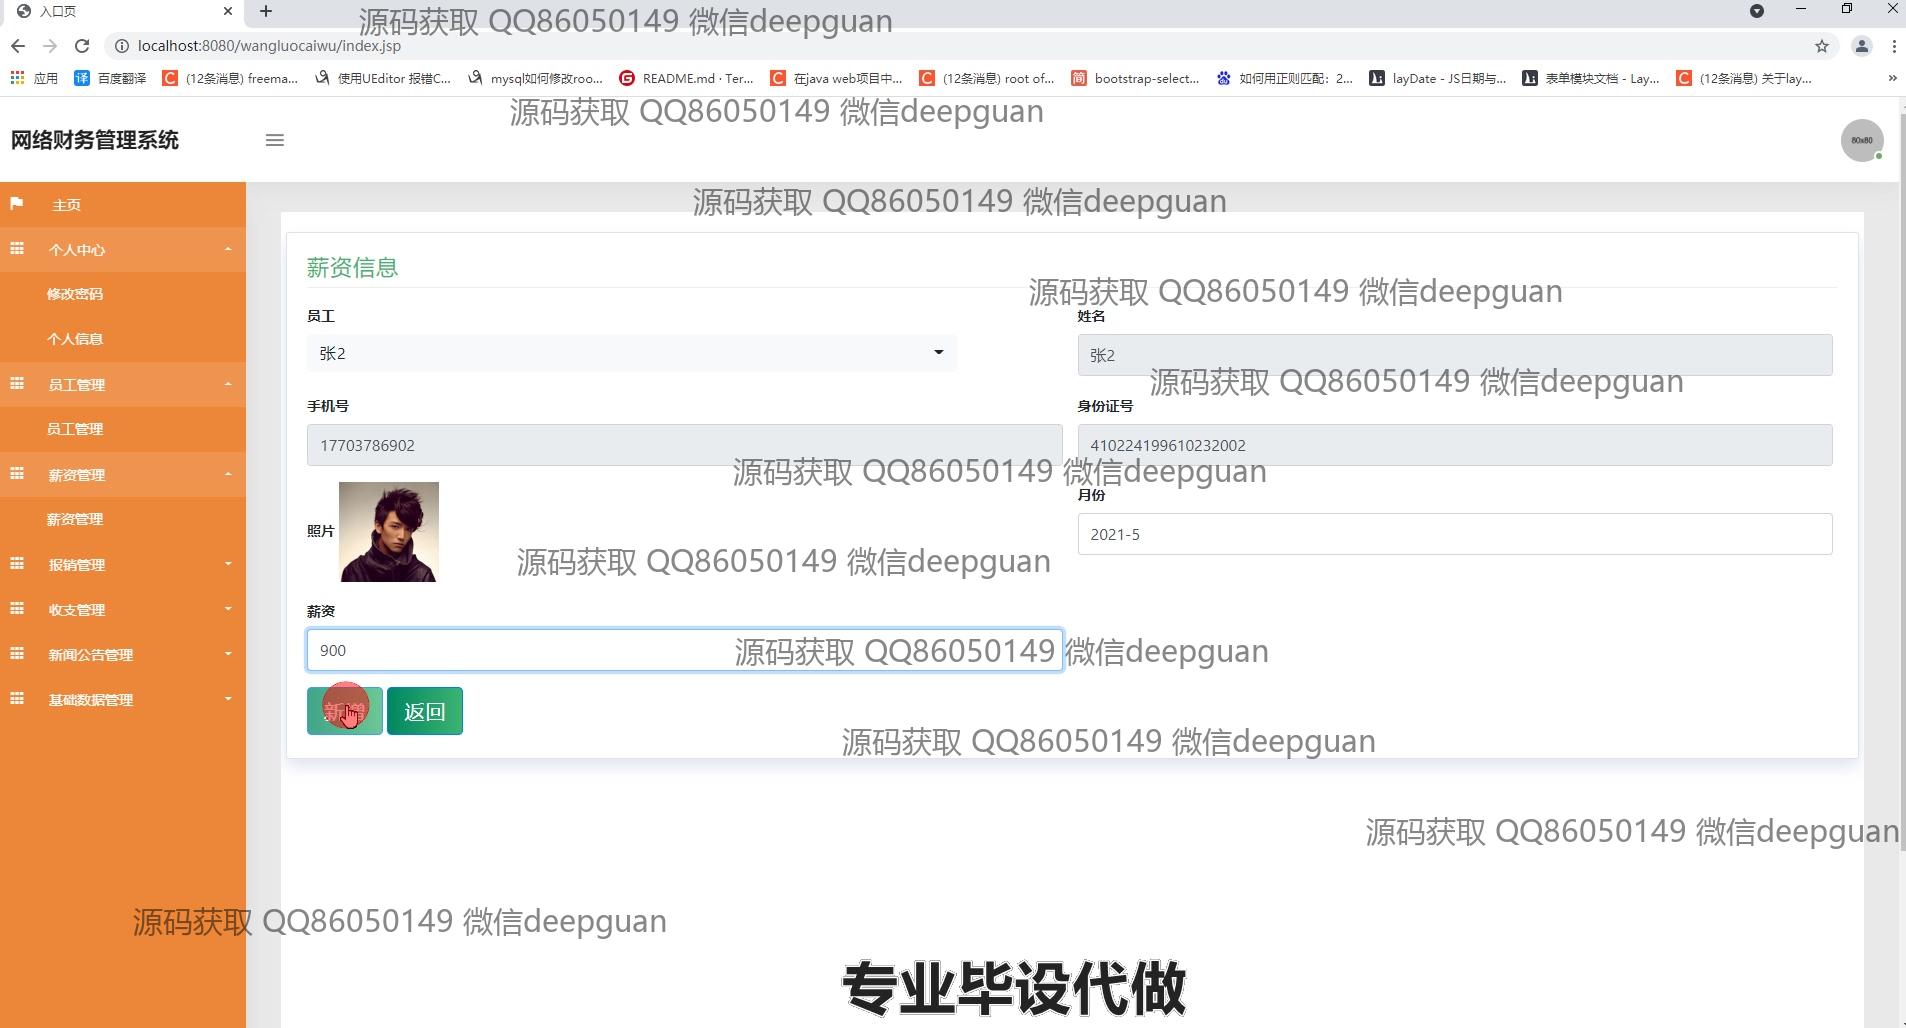 入口页
源码获取 QQ86050149 微信deepguan
localhost:8080/wangluocaiwu/index.jsp
应用
百度翻译
(12条消息) freema...
使用UEditor 报错C...
mysql如何修改roo...
README.md · Ter...
在java web项目中...
(12条消息) root of...
bootstrap-select...
如何用正则匹配：2...
layDate - JS日期与...
表单模块文档 - Lay...
(12条消息) 关于lay...
源码获取 QQ86050149 微信deepguan
网络财务管理系统
80x80
源码获取 QQ86050149 微信deepguan
主页
个人中心
修改密码
个人信息
员工管理
员工管理
薪资管理
薪资管理
报销管理
收支管理
新闻公告管理
基础数据管理
薪资信息
源码获取 QQ86050149 微信deepguan
员工
姓名
张2
张2
源码获取 QQ86050149 微信deepguan
手机号
身份证号
17703786902
410224199610232002
源码获取 QQ86050149 微信deepguan
照片
月份
2021-5
源码获取 QQ86050149 微信deepguan
薪资
900
源码获取 QQ86050149 微信deepguan
新增
返回
源码获取 QQ86050149 微信deepguan
源码获取 QQ86050149 微信deepguan
源码获取 QQ86050149 微信deepguan
专业毕设代做